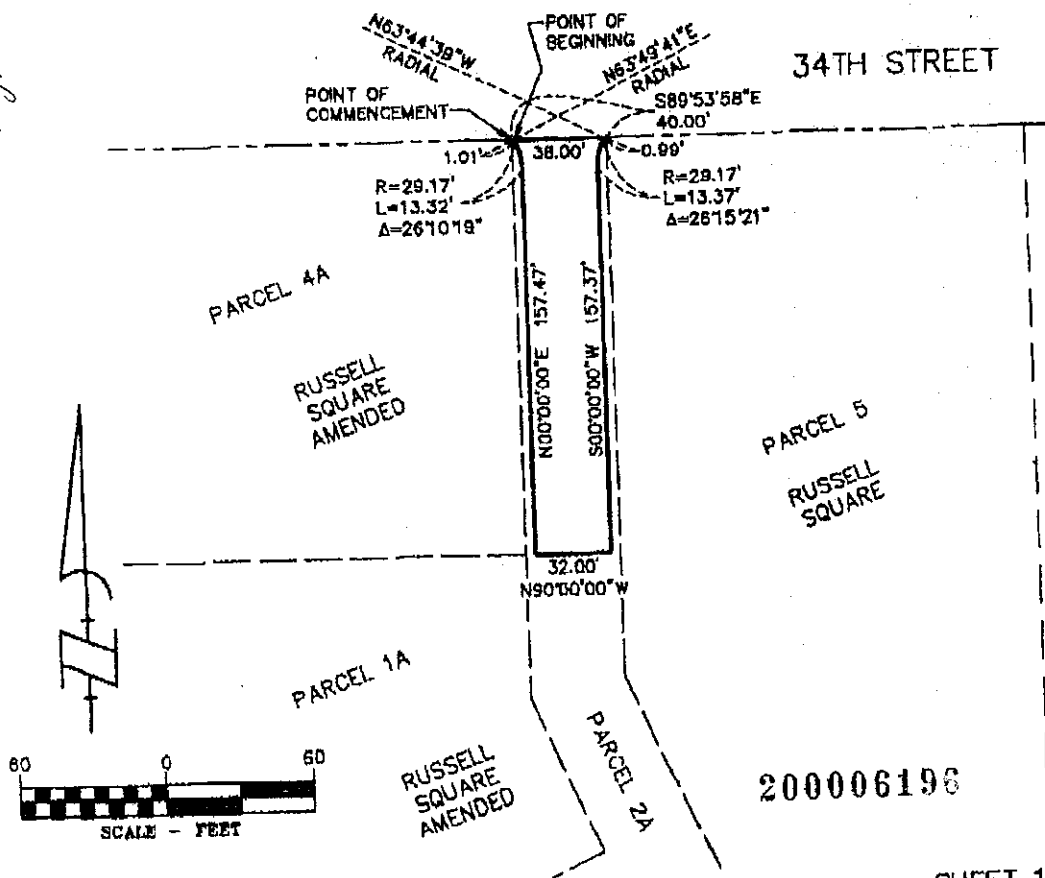 N63°44'39"W
RADIAL
POINT OF
BEGINNING
N63°49'41"E
RADIAL
34TH STREET
POINT OF
COMMENCEMENT
S89°53'58"E
40.00'
1.01'
38.00'
0.99'
R=29.17'
L=13.32'
Δ=26°10'19"
R=29.17'
L=13.37'
Δ=26°15'21"
PARCEL 4A
RUSSELL
SQUARE
AMENDED
N00°00'00"E 157.47'
S00°00'00"W 157.37'
PARCEL 5
RUSSELL
SQUARE
32.00'
N90°00'00"W
PARCEL 1A
RUSSELL
SQUARE
AMENDED
PARCEL 2A
60 0 60
SCALE - FEET
200006196
SHEET 1